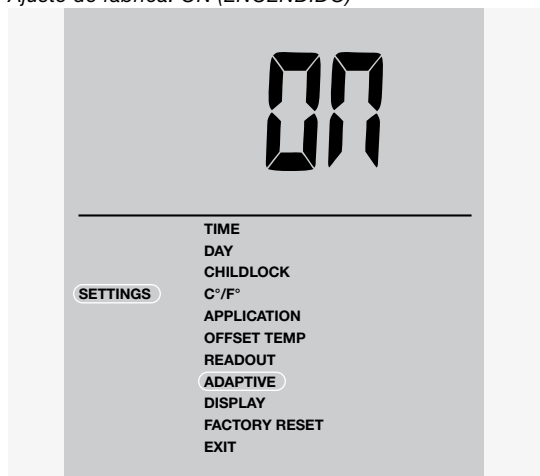 Ajuste de fábrica: ON (ENCENDIDO)
ON
TIME
DAY
CHILDLOCK
SETTINGS C°/F°
APPLICATION
OFFSET TEMP
READOUT
ADAPTIVE
DISPLAY
FACTORY RESET
EXIT